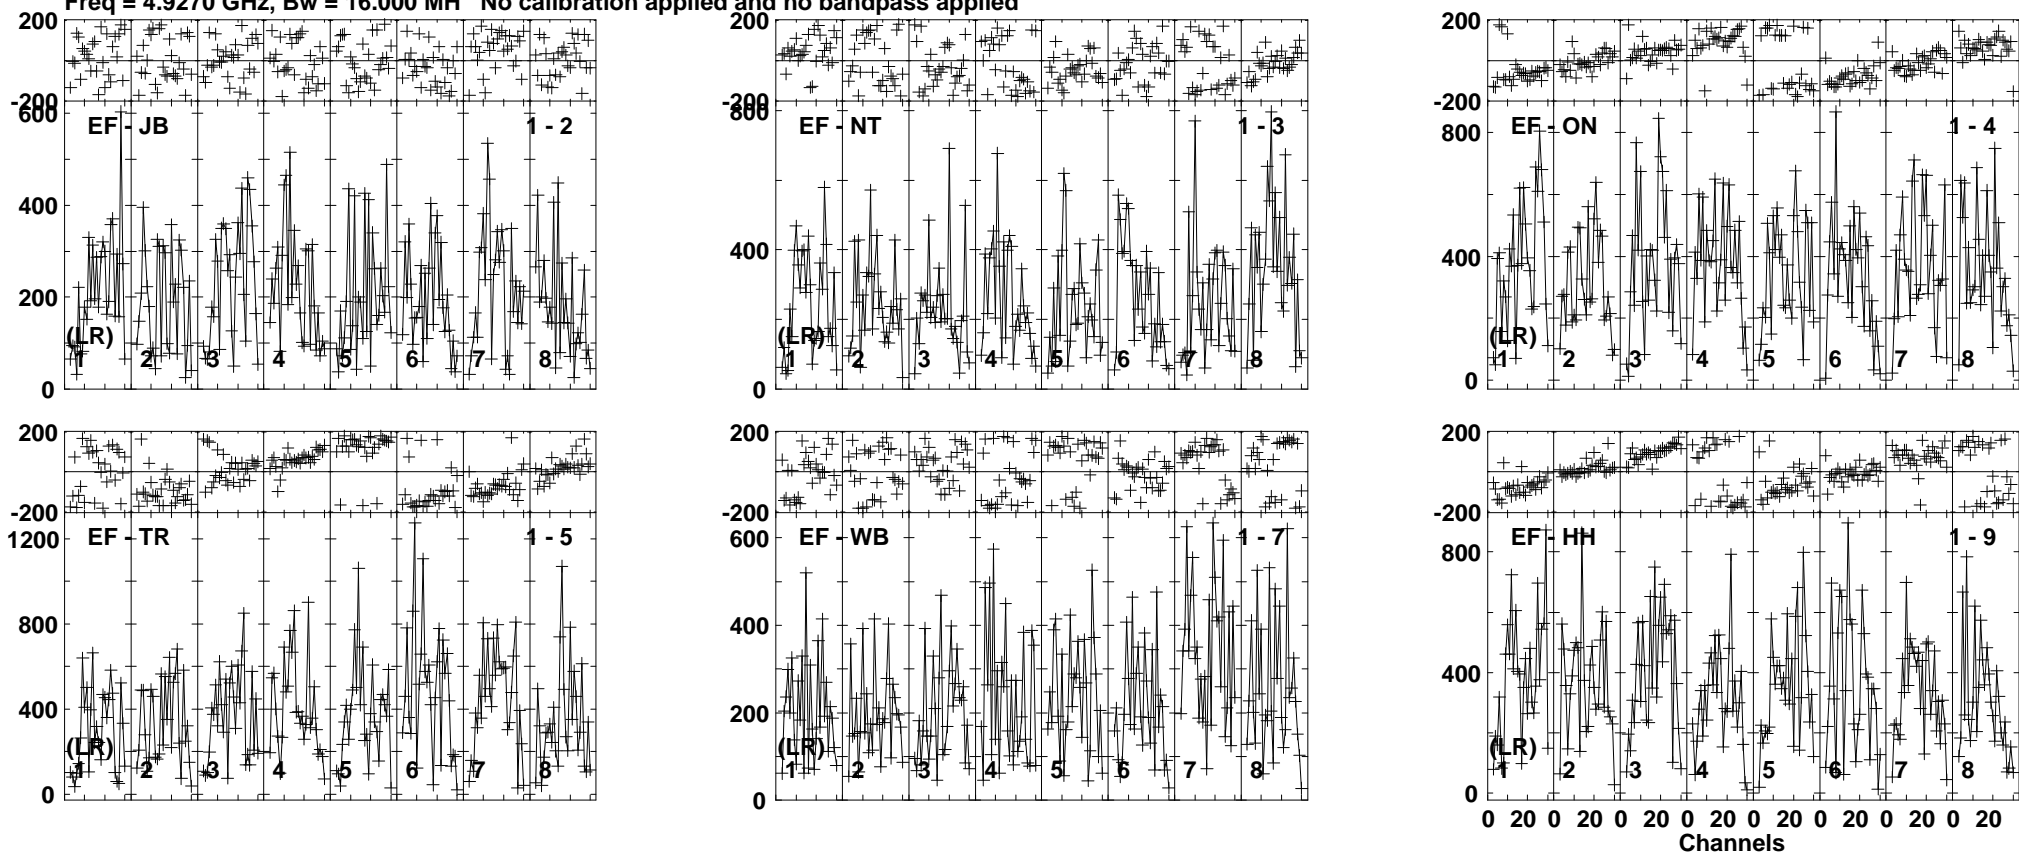 Freq = 4.9270 GHz, Bw = 16.000 MH No calibration applied and no bandpass applied
200
-200
600
400
200
0
EF - JB
1 - 2
(LR)
1 2 3 4 5 6 7 8
200
-200
800
400
0
EF - NT
1 - 3
(LR)
1 2 3 4 5 6 7 8
200
-200
800
400
0
EF - ON
1 - 4
(LR)
1 2 3 4 5 6 7 8
200
-200
1200
800
400
0
EF - TR
1 - 5
(LR)
1 2 3 4 5 6 7 8
200
-200
600
400
200
0
EF - WB
1 - 7
(LR)
1 2 3 4 5 6 7 8
200
-200
800
400
0
EF - HH
1 - 9
(LR)
1 2 3 4 5 6 7 8
0 20 0 20 0 20 0 20 0 20 0 20 0 20 0 20
Channels